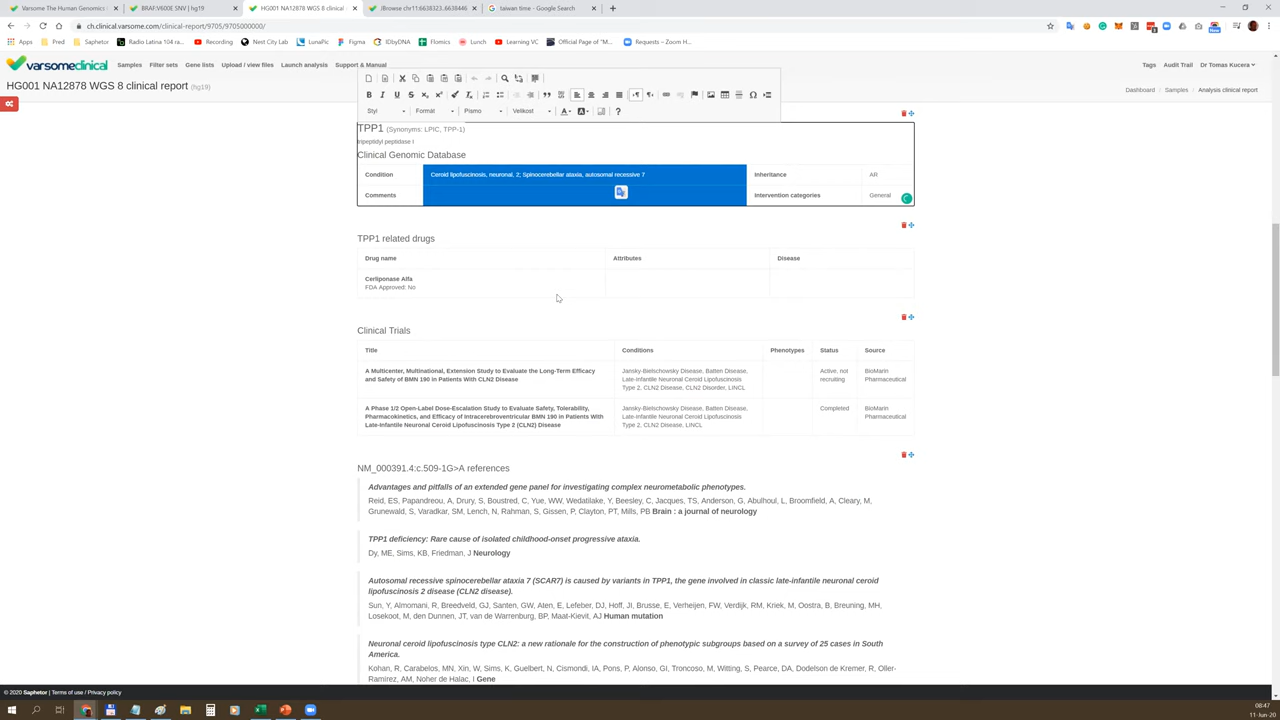 Varsome The Human Genomics
BRAF:V600E SNV | hg19
HG001 NA12878 WGS 8 clinical
JBrowse chr11:6638323..6638446
taiwan time - Google Search
ch.clinical.varsome.com/clinical-report/9705/9705000000/
Apps
Pred
Saphetor
Radio Latina 104 ra...
Recording
Nest City Lab
LunaPic
Figma
IDbyDNA
Flomics
Lunch
Learning VC
Official Page of "M...
Requests – Zoom H...
varsomeclinical
Samples
Filter sets
Gene lists
Upload / view files
Launch analysis
Support & Manual
Tags
Audit Trail
Dr Tomas Kucera
HG001 NA12878 WGS 8 clinical report (hg19)
Dashboard / Samples / Analysis clinical report
Styl
Formát
Písmo
Velikost
TPP1 (Synonyms: LPIC, TPP-1)
tripeptidyl peptidase I
Clinical Genomic Database
Condition
Ceroid lipofuscinosis, neuronal, 2; Spinocerebellar ataxia, autosomal recessive 7
Inheritance
AR
Comments
Intervention categories
General
TPP1 related drugs
Drug name
Attributes
Disease
Cerliponase Alfa
FDA Approved: No
Clinical Trials
Title
Conditions
Phenotypes
Status
Source
A Multicenter, Multinational, Extension Study to Evaluate the Long-Term Efficacy
and Safety of BMN 190 in Patients With CLN2 Disease
Jansky-Bielschowsky Disease, Batten Disease,
Late-Infantile Neuronal Ceroid Lipofuscinosis
Type 2, CLN2 Disease, CLN2 Disorder, LINCL
Active, not
recruiting
BioMarin
Pharmaceutical
A Phase 1/2 Open-Label Dose-Escalation Study to Evaluate Safety, Tolerability,
Pharmacokinetics, and Efficacy of Intracerebroventricular BMN 190 in Patients With
Late-Infantile Neuronal Ceroid Lipofuscinosis Type 2 (CLN2) Disease
Jansky-Bielschowsky Disease, Batten Disease,
Late-Infantile Neuronal Ceroid Lipofuscinosis
Type 2, CLN2 Disease, LINCL
Completed
BioMarin
Pharmaceutical
NM_000391.4:c.509-1G>A references
Advantages and pitfalls of an extended gene panel for investigating complex neurometabolic phenotypes.
Reid, ES, Papandreou, A, Drury, S, Boustred, C, Yue, WW, Wedatilake, Y, Beesley, C, Jacques, TS, Anderson, G, Abulhoul, L, Broomfield, A, Cleary, M,
Grunewald, S, Varadkar, SM, Lench, N, Rahman, S, Gissen, P, Clayton, PT, Mills, PB Brain : a journal of neurology
TPP1 deficiency: Rare cause of isolated childhood-onset progressive ataxia.
Dy, ME, Sims, KB, Friedman, J Neurology
Autosomal recessive spinocerebellar ataxia 7 (SCAR7) is caused by variants in TPP1, the gene involved in classic late-infantile neuronal ceroid
lipofuscinosis 2 disease (CLN2 disease).
Sun, Y, Almomani, R, Breedveld, GJ, Santen, GW, Aten, E, Lefeber, DJ, Hoff, JI, Brusse, E, Verheijen, FW, Verdijk, RM, Kriek, M, Oostra, B, Breuning, MH,
Losekoot, M, den Dunnen, JT, van de Warrenburg, BP, Maat-Kievit, AJ Human mutation
Neuronal ceroid lipofuscinosis type CLN2: a new rationale for the construction of phenotypic subgroups based on a survey of 25 cases in South
America.
Kohan, R, Carabelos, MN, Xin, W, Sims, K, Guelbert, N, Cismondi, IA, Pons, P, Alonso, GI, Troncoso, M, Witting, S, Pearce, DA, Dodelson de Kremer, R, Oller-
Ramirez, AM, Noher de Halac, I Gene
© 2020 Saphetor | Terms of use / Privacy policy
08:47
11-Jun-20